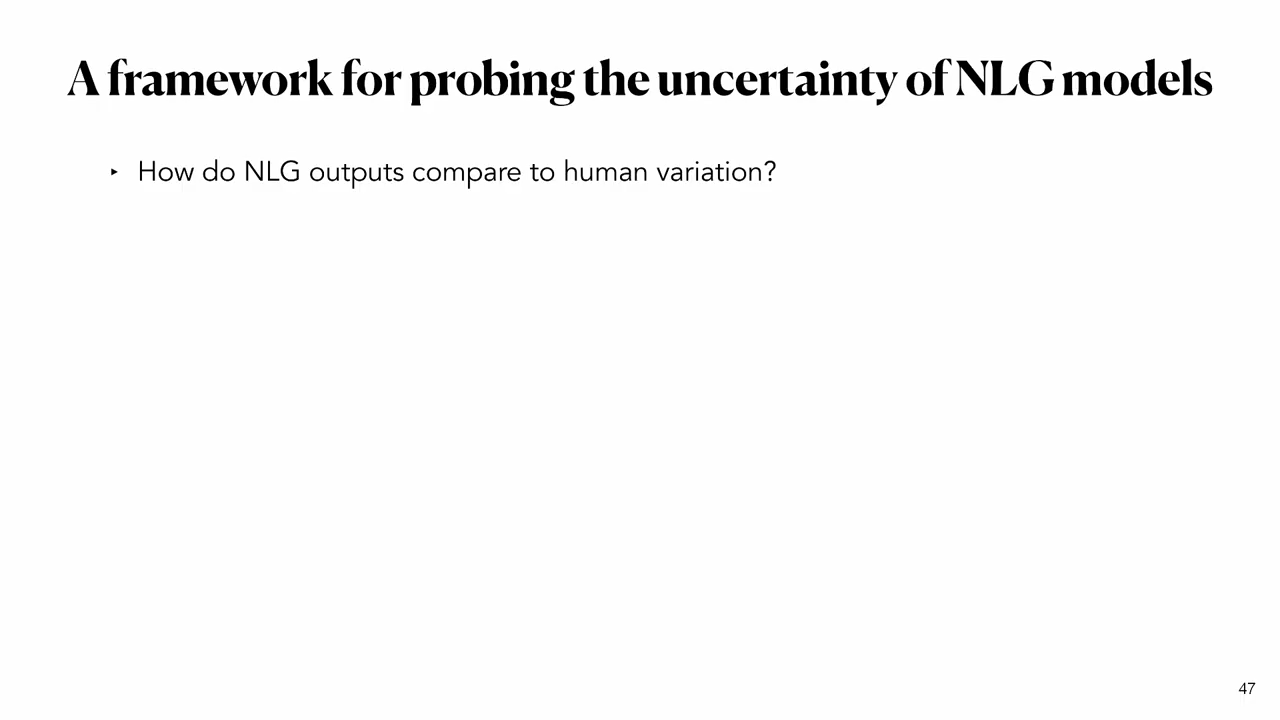 A framework for probing the uncertainty of NLG models
‣ How do NLG outputs compare to human variation?
47